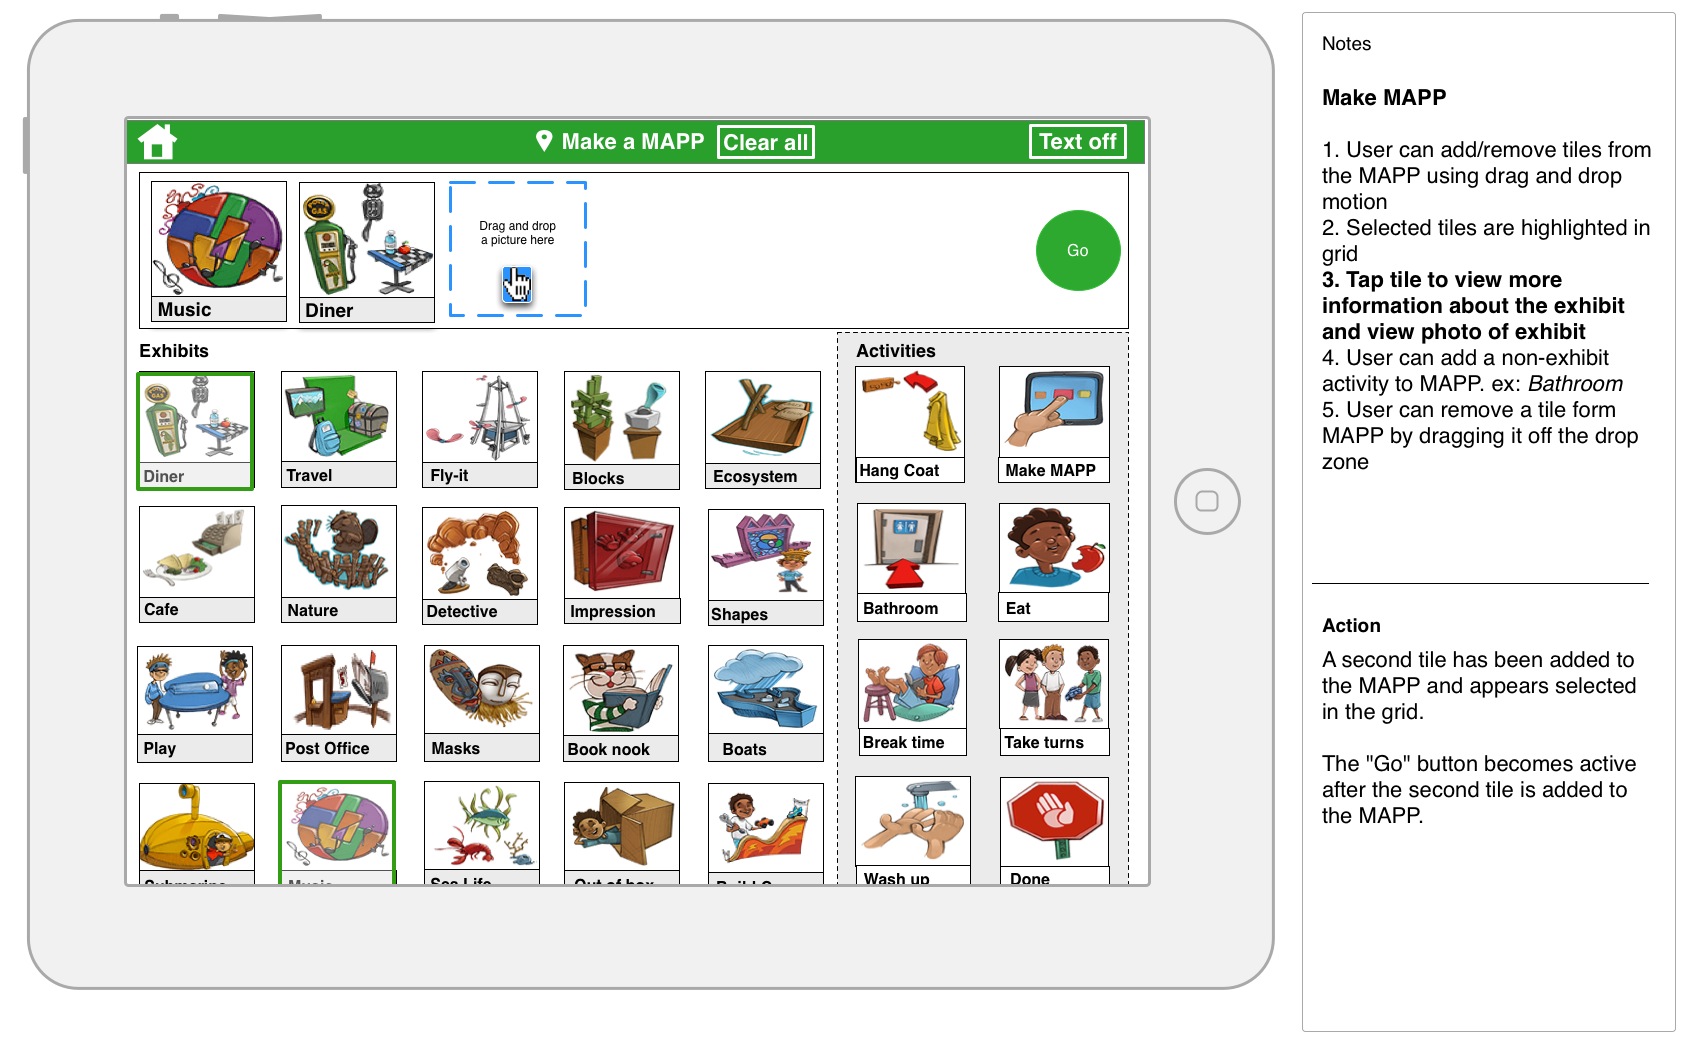 Make a MAPP
Clear all
Text off
GAS
Music
Diner
Drag and drop
a picture here
Go
Exhibits
Activities
GAS
Diner
Travel
Fly-it
Blocks
Ecosystem
Hang Coat
Make MAPP
Cafe
Nature
Detective
Impression
Shapes
Bathroom
Eat
Play
Post Office
Masks
Book nook
Boats
Break time
Take turns
Submarine
Music
Sea Life
Out of box
Wash up
Done
Notes
Make MAPP
1. User can add/remove tiles from
the MAPP using drag and drop
motion
2. Selected tiles are highlighted in
grid
3. Tap tile to view more
information about the exhibit
and view photo of exhibit
4. User can add a non-exhibit
activity to MAPP. ex: Bathroom
5. User can remove a tile form
MAPP by dragging it off the drop
zone
Action
A second tile has been added to
the MAPP and appears selected
in the grid.
The "Go" button becomes active
after the second tile is added to
the MAPP.